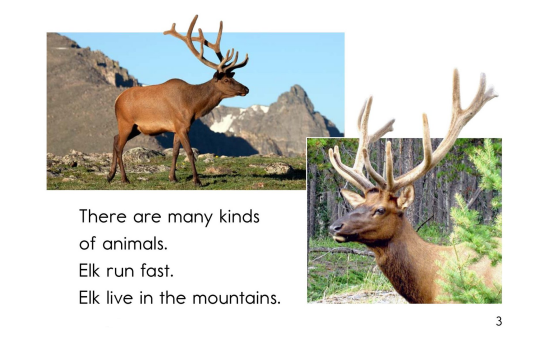 There are many kinds
of animals.
Elk run fast.
Elk live in the mountains.
3